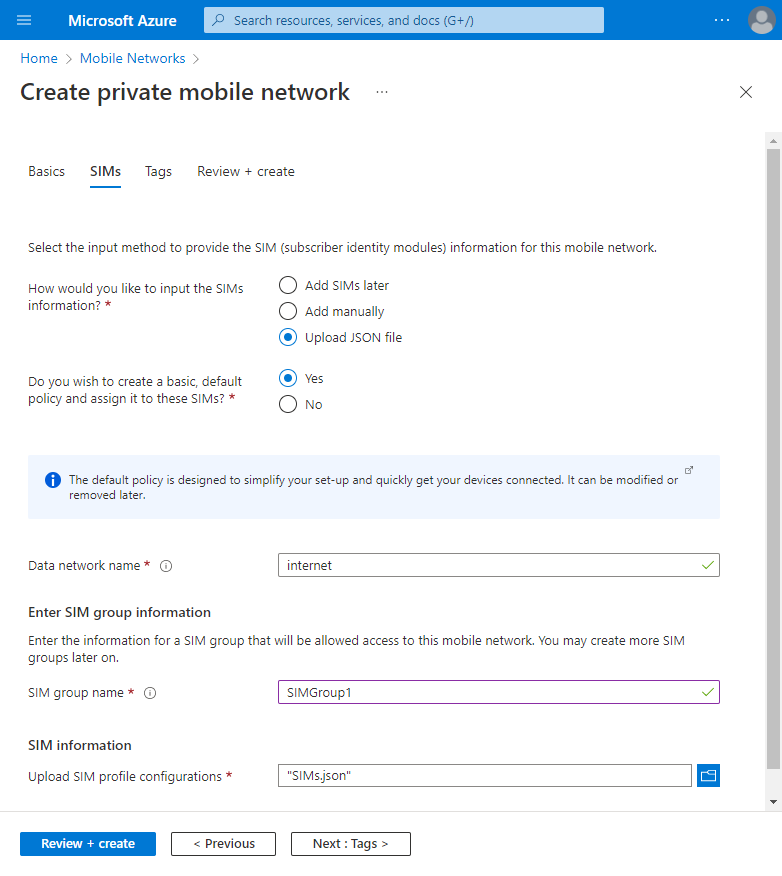 Microsoft Azure
Search resources, services, and docs (G+/)
Home > Mobile Networks >
Create private mobile network ...
Basics SIMs Tags Review + create
Select the input method to provide the SIM (subscriber identity modules) information for this mobile network.
How would you like to input the SIMs
information? *
Add SIMs later
Add manually
Upload JSON file
Do you wish to create a basic, default
policy and assign it to these SIMs? *
Yes
No
The default policy is designed to simplify your set-up and quickly get your devices connected. It can be modified or
removed later.
Data network name *
internet
Enter SIM group information
Enter the information for a SIM group that will be allowed access to this mobile network. You may create more SIM
groups later on.
SIM group name *
SIMGroup1
SIM information
Upload SIM profile configurations *
"SIMs.json"
Review + create
< Previous
Next : Tags >